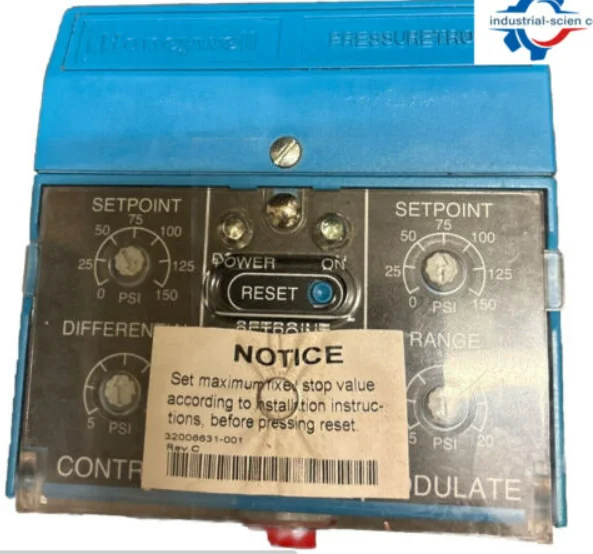 industrial-scien c
Honeywell
PRESSURETRO
SETPOINT
75
50
100
25
125
0
PSI
150
POWER
ON
RESET
SETPOINT
75
50
100
25
125
0
PSI
150
NOTICE
Set maximum fixed stop value
according to installation instruc-
tions, before pressing reset.
32006631-001
Rev C
5
PSI
RANGE
5
PSI
20
CONTR
ODULATE